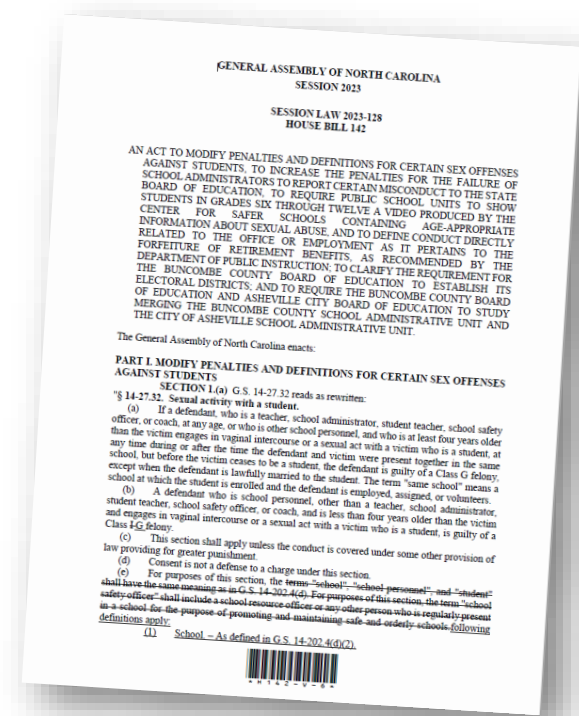 GENERAL ASSEMBLY OF NORTH CAROLINA
SESSION 2023
SESSION LAW 2023-128
HOUSE BILL 142
AN ACT TO MODIFY PENALTIES AND DEFINITIONS FOR CERTAIN SEX OFFENSES
AGAINST STUDENTS, TO INCREASE THE PENALTIES FOR THE FAILURE OF
SCHOOL ADMINISTRATORS TO REPORT CERTAIN MISCONDUCT TO THE STATE
BOARD OF EDUCATION, TO REQUIRE PUBLIC SCHOOL UNITS TO SHOW
STUDENTS IN GRADES SIX THROUGH TWELVE A VIDEO PRODUCED BY THE
CENTER FOR SAFER SCHOOLS CONTAINING AGE-APPROPRIATE
INFORMATION ABOUT SEXUAL ABUSE, AND TO DEFINE CONDUCT DIRECTLY
RELATED TO THE OFFICE OR EMPLOYMENT AS IT PERTAINS TO THE
FORFEITURE OF RETIREMENT BENEFITS, AS RECOMMENDED BY THE
DEPARTMENT OF PUBLIC INSTRUCTION; TO CLARIFY THE REQUIREMENT FOR
THE BUNCOMBE COUNTY BOARD OF EDUCATION TO ESTABLISH ITS
ELECTORAL DISTRICTS; AND TO REQUIRE THE BUNCOMBE COUNTY BOARD
OF EDUCATION AND ASHEVILLE CITY BOARD OF EDUCATION TO STUDY
MERGING THE BUNCOMBE COUNTY SCHOOL ADMINISTRATIVE UNIT AND
THE CITY OF ASHEVILLE SCHOOL ADMINISTRATIVE UNIT.
The General Assembly of North Carolina enacts:
PART I. MODIFY PENALTIES AND DEFINITIONS FOR CERTAIN SEX OFFENSES
AGAINST STUDENTS
SECTION 1.(a) G.S. 14-27.32 reads as rewritten:
"§ 14-27.32. Sexual activity with a student.
(a) If a defendant, who is a teacher, school administrator, student teacher, school safety
officer, or coach, at any age, or who is other school personnel, and who is at least four years older
than the victim engages in vaginal intercourse or a sexual act with a victim who is a student, at
any time during or after the time the defendant and victim were present together in the same
school, but before the victim ceases to be a student, the defendant is guilty of a Class G felony,
except when the defendant is lawfully married to the student. The term "same school" means a
school at which the student is enrolled and the defendant is employed, assigned, or volunteers.
(b) A defendant who is school personnel, other than a teacher, school administrator,
student teacher, school safety officer, or coach, and is less than four years older than the victim
and engages in vaginal intercourse or a sexual act with a victim who is a student, is guilty of a
Class I G felony.
(c) This section shall apply unless the conduct is covered under some other provision of
law providing for greater punishment.
(d) Consent is not a defense to a charge under this section.
(e) For purposes of this section, the terms "school", "school personnel", and "student"
shall have the same meaning as in G.S. 14-202.4(d). For purposes of this section, the term "school
safety officer" shall include a school resource officer or any other person who is regularly present
in a school for the purpose of promoting and maintaining safe and orderly schools. following
definitions apply:
(1) School. – As defined in G.S. 14-202.4(d)(2).
*H142-V-6*